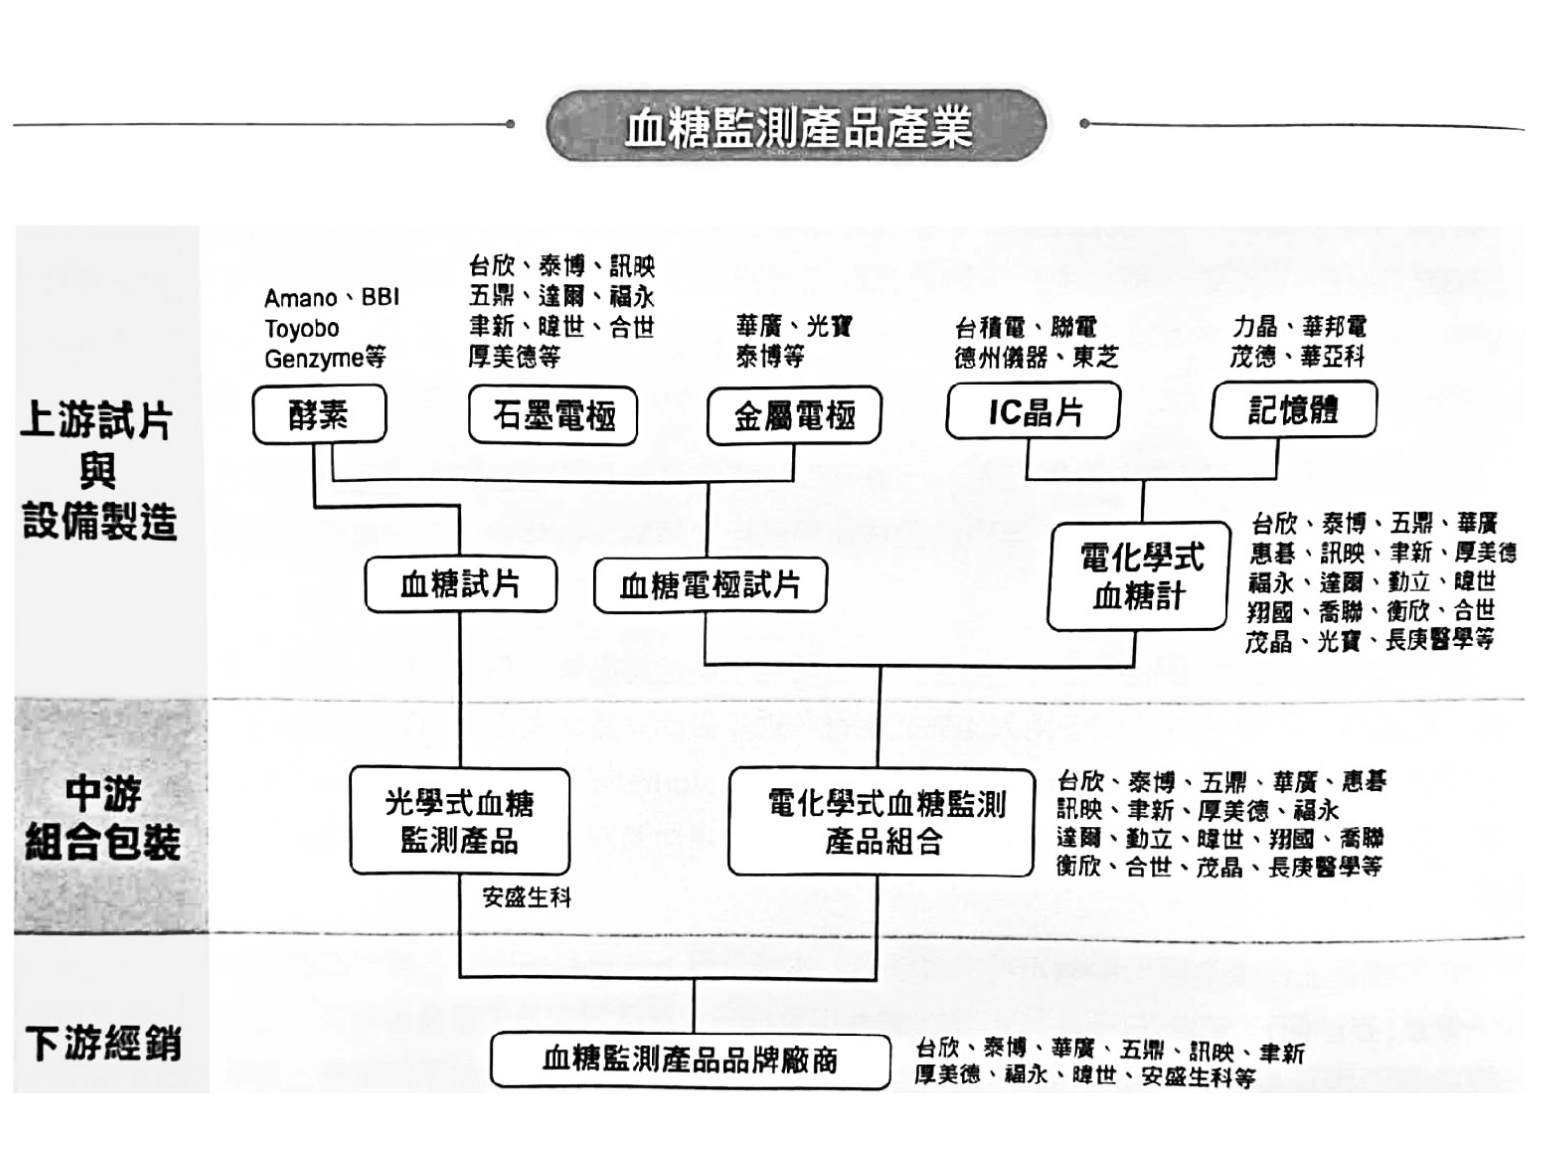 血糖監測產品產業
上游試片
與
設備製造
Amano、BBI
Toyobo
Genzyme等
酵素
台欣、泰博、訊映
五鼎、達爾、福永
聿新、暐世、合世
厚美德等
石墨電極
華廣、光寶
泰博等
金屬電極
台積電、聯電
德州儀器、東芝
IC晶片
力晶、華邦電
茂德、華亞科
記憶體
血糖試片
血糖電極試片
電化學式
血糖計
台欣、泰博、五鼎、華廣
惠碁、訊映、聿新、厚美德
福永、達爾、勤立、暐世
翔國、喬聯、衡欣、合世
茂晶、光寶、長庚醫學等
中游
組合包裝
光學式血糖
監測產品
安盛生科
電化學式血糖監測
產品組合
台欣、泰博、五鼎、華廣、惠碁
訊映、聿新、厚美德、福永
達爾、勤立、暐世、翔國、喬聯
衡欣、合世、茂晶、長庚醫學等
下游經銷
血糖監測產品品牌廠商
台欣、泰博、華廣、五鼎、訊映、聿新
厚美德、福永、暐世、安盛生科等